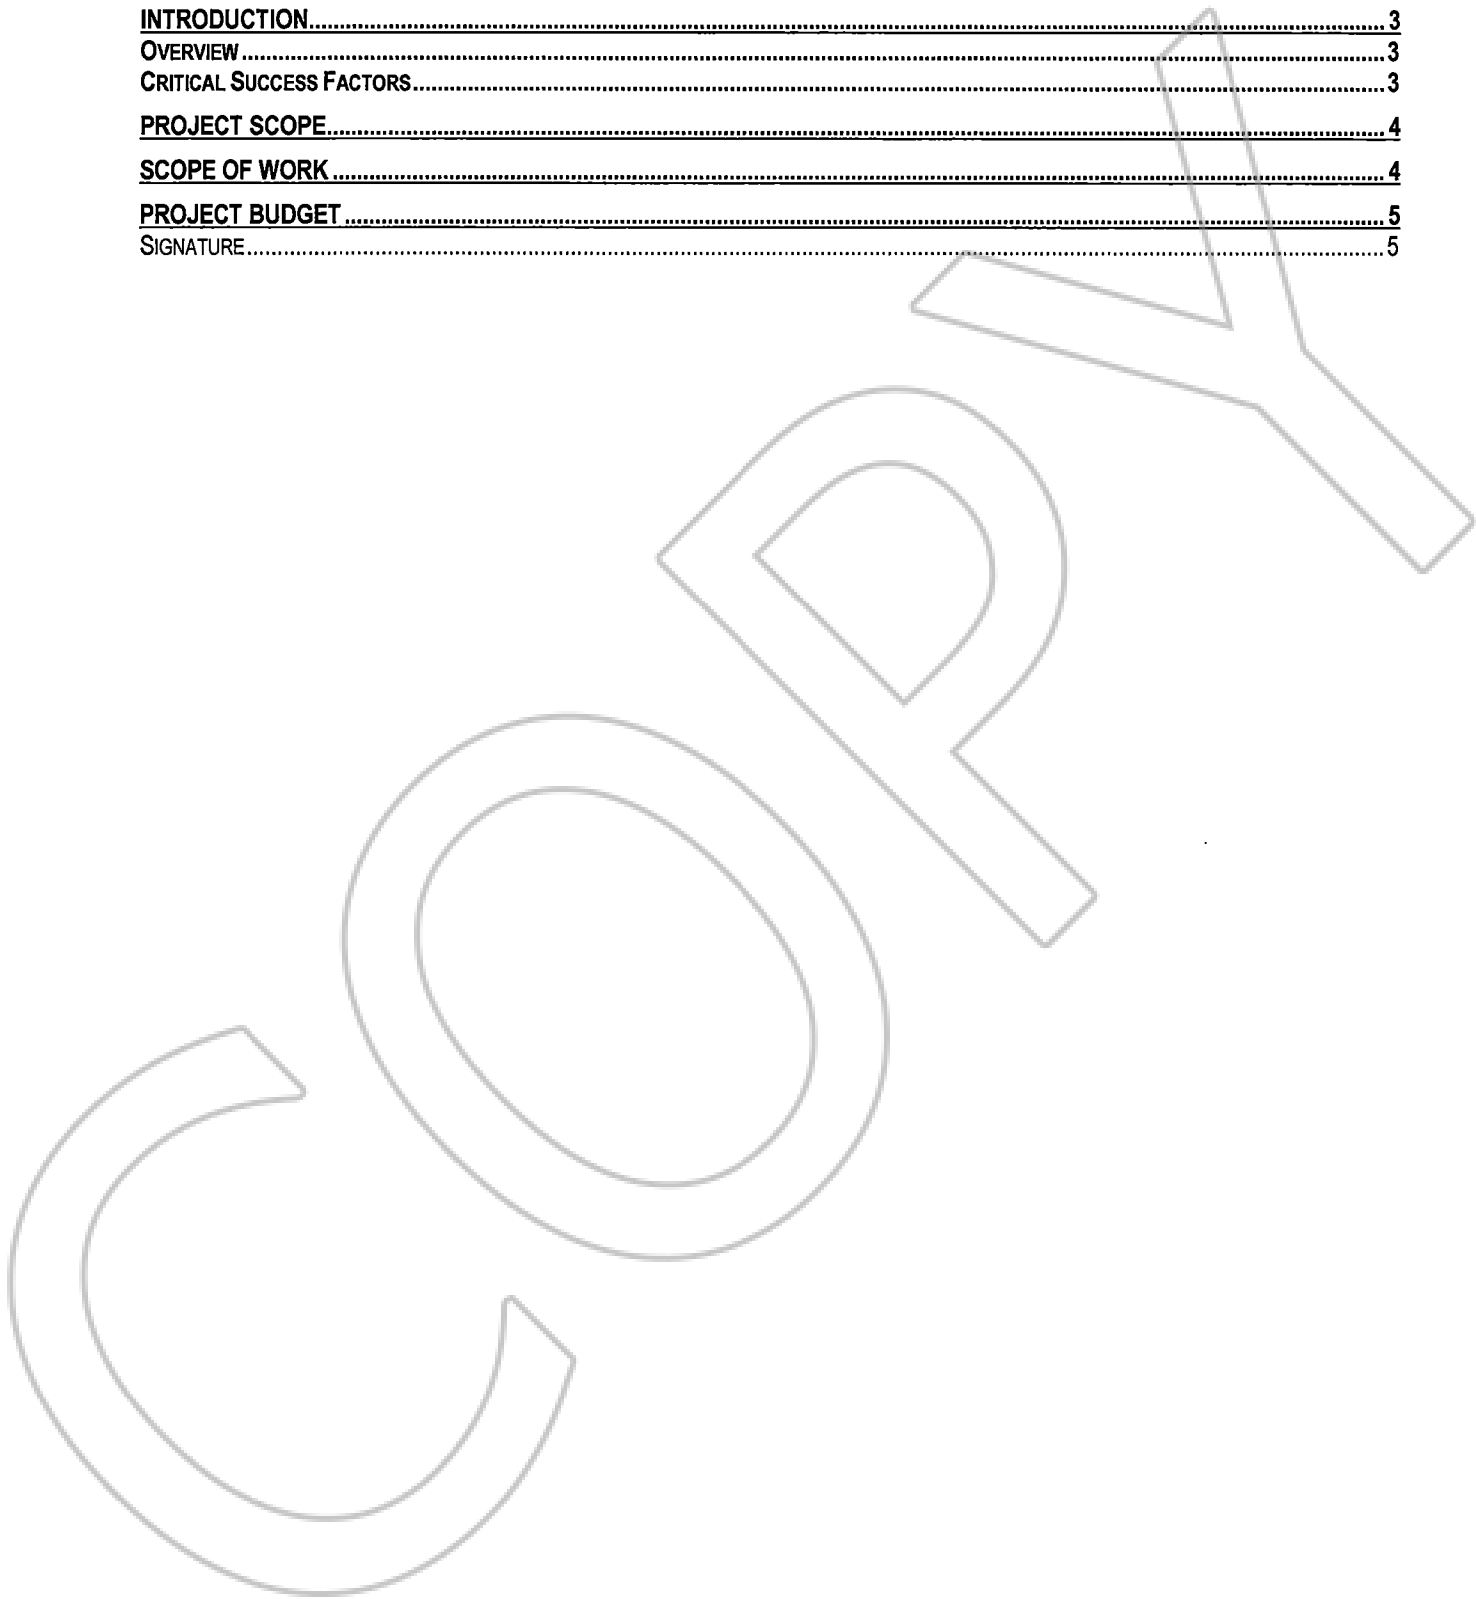 INTRODUCTION........................................................................ 3
OVERVIEW........................................................................ 3
CRITICAL SUCCESS FACTORS........................................................................ 3
PROJECT SCOPE........................................................................ 4
SCOPE OF WORK........................................................................ 4
PROJECT BUDGET........................................................................ 5
SIGNATURE........................................................................ 5
COPY